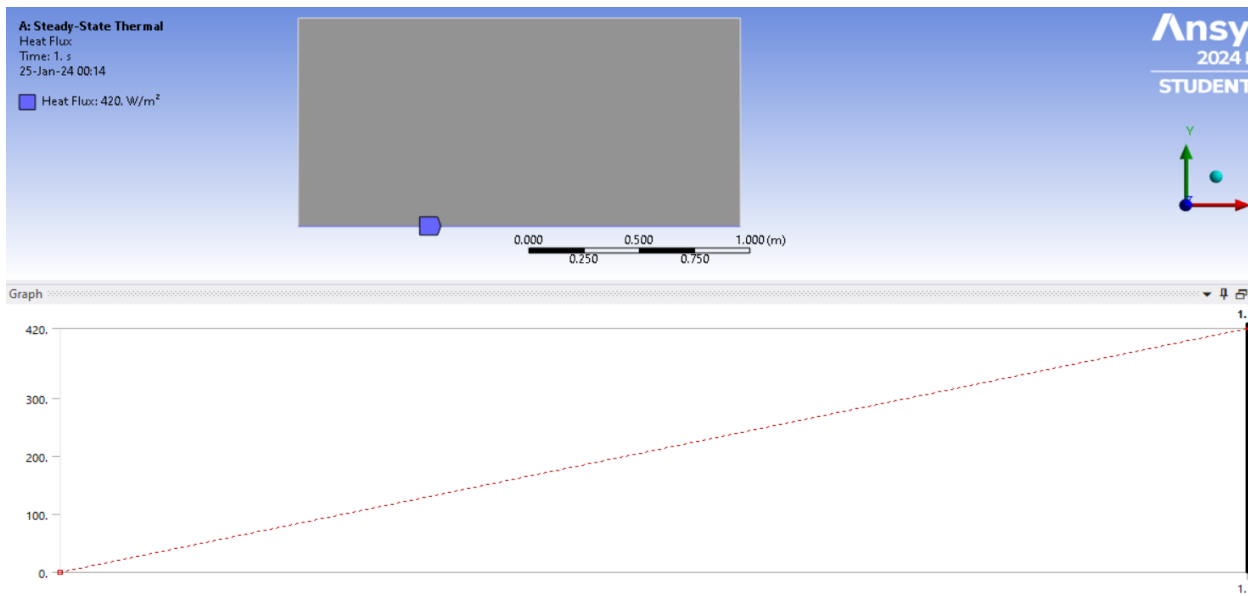 A: Steady-State Thermal
Heat Flux
Time: 1. s
25-Jan-24 00:14
Heat Flux: 420. W/m²
Ansy
2024
STUDENT
Y
0.000 0.500 1.000 (m)
0.250 0.750
Graph
1.
420.
300.
200.
100.
0.
1.